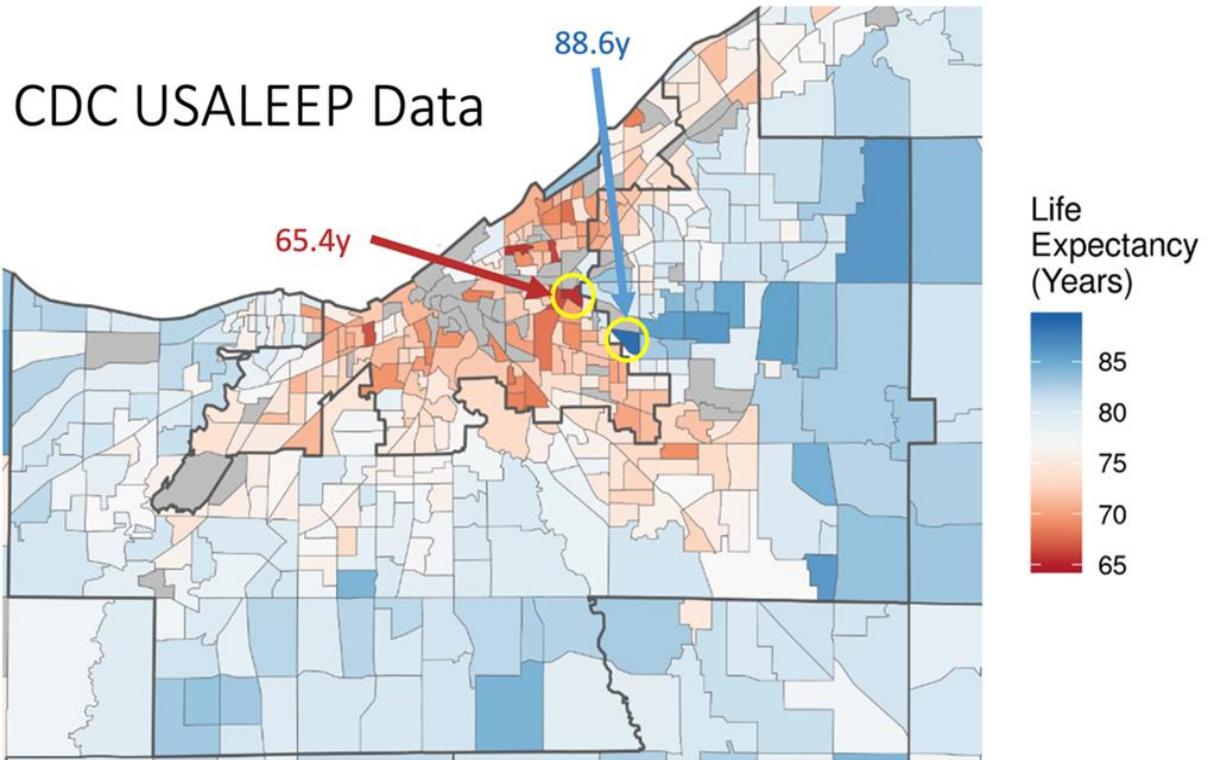 88.6y
CDC USALEEP Data
65.4y
Life
Expectancy
(Years)
85
80
75
70
65